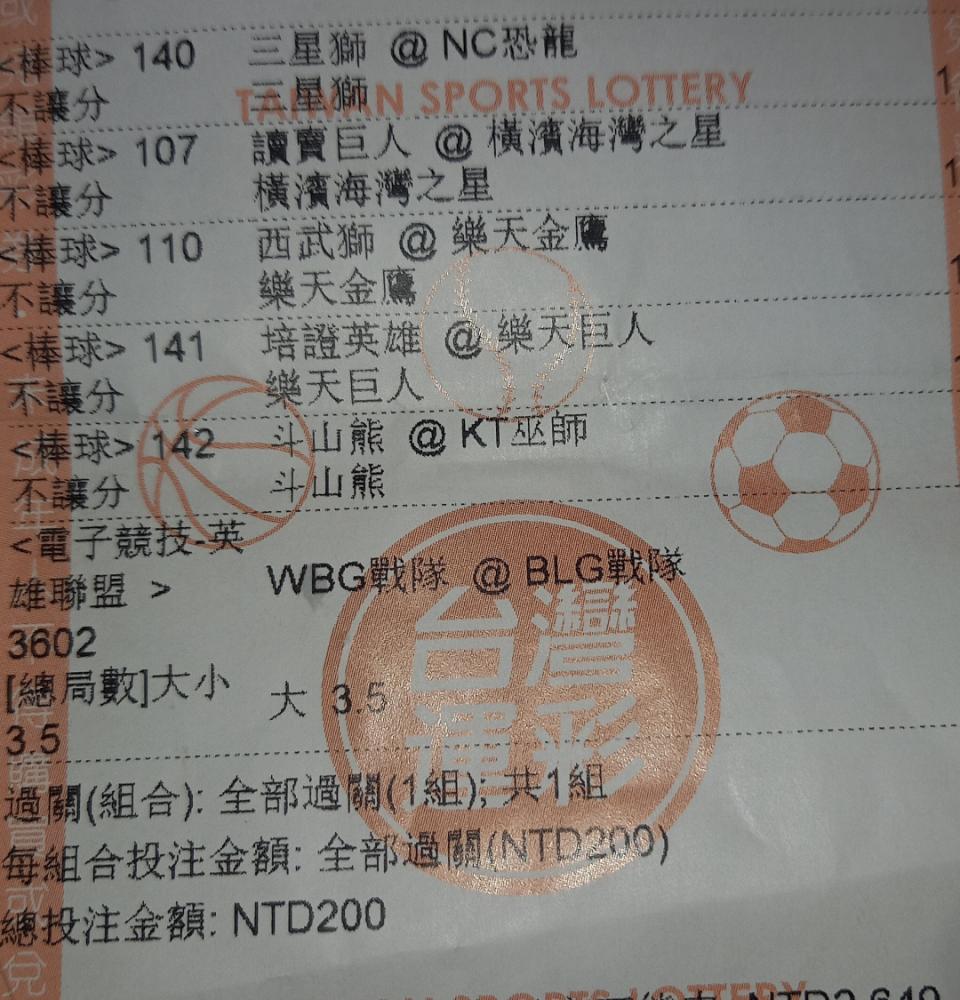 <棒球> 140 三星獅 @ NC恐龍
不讓分 三星獅
TAIWAN SPORTS LOTTERY
<棒球> 107 讀賣巨人 @ 橫濱海灣之星
不讓分 橫濱海灣之星
<棒球> 110 西武獅 @ 樂天金鷹
不讓分 樂天金鷹
<棒球> 141 培證英雄 @ 樂天巨人
不讓分 樂天巨人
<棒球> 142 斗山熊 @ KT巫師
不讓分 斗山熊
<電子競技-英
雄聯盟 > WBG戰隊 @ BLG戰隊
3602
[總局數]大小 大 3.5
3.5
台灣
運彩
過關(組合): 全部過關(1組); 共1組
每組合投注金額: 全部過關(NTD200)
總投注金額: NTD200